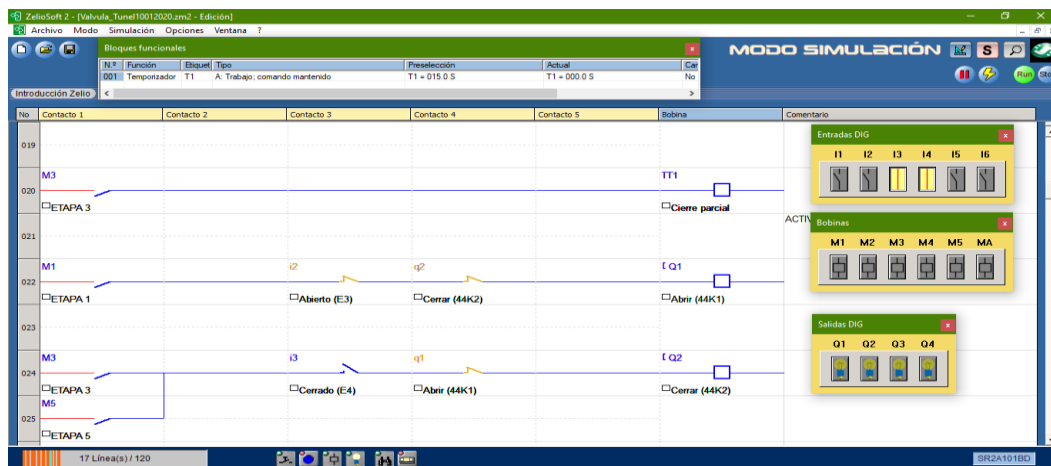 ZelioSoft 2 - [Valvula_Tunel10012020.zm2 - Edición]
Archivo Modo Simulación Opciones Ventana ?
Bloques funcionales
N.º Función Etiquet Tipo Preselección Actual Car
001 Temporizador T1 A: Trabajo; comando mantenido T1 = 015.0 S T1 = 000.0 S No
MODO SIMULACIÓN
S
Run Sto
Introducción Zelio
No Contacto 1 Contacto 2 Contacto 3 Contacto 4 Contacto 5 Bobina Comentario
019
M3 TT1
020
ETAPA 3 Cierre parcial
021 ACTIV
M1 i2 q2 [ Q1
022
ETAPA 1 Abierto (E3) Cerrar (44K2) Abrir (44K1)
023
M3 i3 q1 [ Q2
024
ETAPA 3 Cerrado (E4) Abrir (44K1) Cerrar (44K2)
M5
025
ETAPA 5
Entradas DIG
I1 I2 I3 I4 I5 I6
Bobinas
M1 M2 M3 M4 M5 MA
Salidas DIG
Q1 Q2 Q3 Q4
17 Línea(s) / 120
SR2A101BD